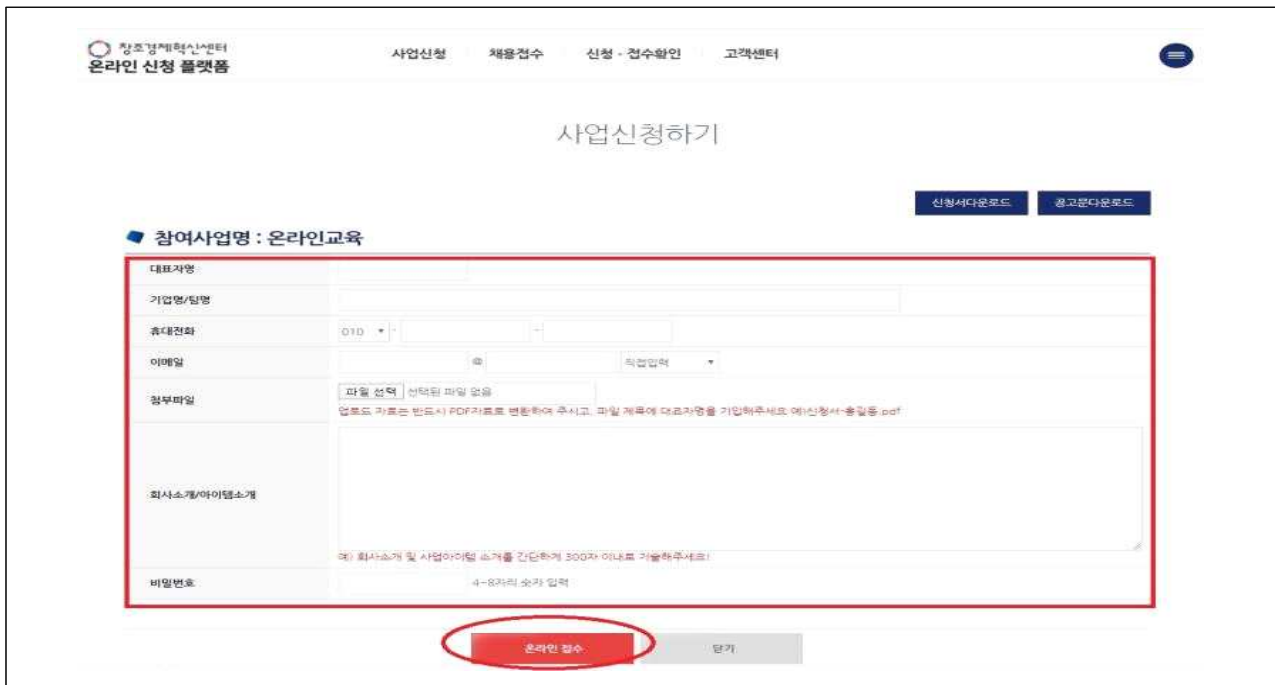 창조경제혁신센터
온라인 신청 플랫폼
사업신청 채용접수 신청 · 접수확인 고객센터
사업신청하기
신청서다운로드 공고문다운로드
참여사업명 : 온라인교육
대표자명
기업명/팀명
휴대전화 010 - -
이메일 @ 직접입력
첨부파일 파일 선택 선택된 파일 없음
업로드 자료는 반드시 PDF자료로 변환하여 주시고, 파일 제목에 대표자명을 기입해주세요 예)신청서-홍길동.pdf
회사소개/아이템소개
예) 회사소개 및 사업아이템 소개를 간단하게 300자 이내로 기술해주세요!
비밀번호 4~8자리 숫자 입력
온라인 접수 닫기